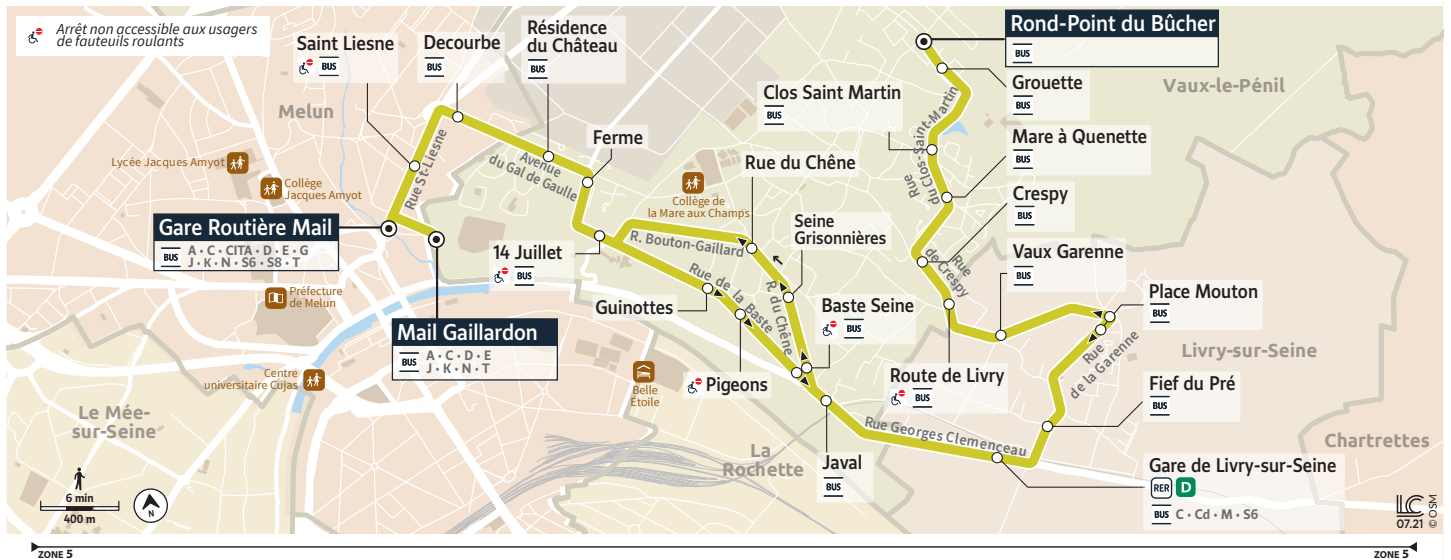 Arrêt non accessible aux usagers
de fauteuils roulants
Saint Liesne
BUS
Decourbe
BUS
Résidence
du Château
BUS
Ferme
Rond-Point du Bûcher
BUS
Grouette
BUS
Vaux-le-Pénil
Clos Saint Martin
BUS
Mare à Quenette
BUS
Crespy
BUS
Rue
du Clos-Saint-Martin
Melun
Lycée Jacques Amyot
Collège
Jacques Amyot
Rue St-Liesne
Avenue
du Gal de Gaulle
Rue du Chêne
Collège de
la Mare aux Champs
Seine
Grisonnières
Gare Routière Mail
BUS
A • C • CITA • D • E • G
J • K • N • S6 • S8 • T
14 Juillet
BUS
R. Bouton-Gaillard
Rue de la Baste
R. du Chêne
Rue
de Crespy
Vaux Garenne
BUS
Place Mouton
BUS
Préfecture
de Melun
Guinottes
Baste Seine
BUS
Mail Gaillardon
BUS
A • C • D • E
J • K • N • T
Rue
de la Garenne
Livry-sur-Seine
Centre
universitaire Cujas
Belle
Étoile
Pigeons
Route de Livry
BUS
Fief du Pré
BUS
Le Mée-
sur-Seine
Rue Georges Clemenceau
La
Rochette
Javal
BUS
Chartrettes
Gare de Livry-sur-Seine
RER D
BUS
C • Cd • M • S6
6 min
400 m
N
LC
07.21
© OSM
ZONE 5
ZONE 5